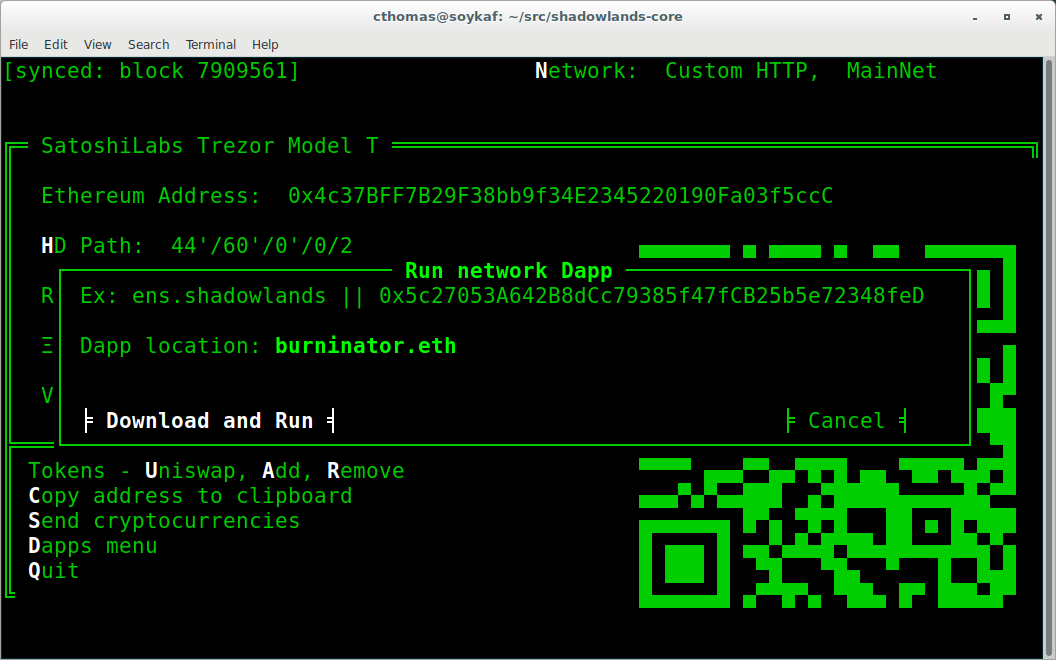 cthomas@soykaf: ~/src/shadowlands-core
File Edit View Search Terminal Help
[synced: block 7909561] Network: Custom HTTP, MainNet
SatoshiLabs Trezor Model T
Ethereum Address: 0x4c37BFF7B29F38bb9f34E2345220190Fa03f5ccC
HD Path: 44'/60'/0'/0/2
Run network Dapp
R Ex: ens.shadowlands || 0x5c27053A642B8dCc79385f47fCB25b5e72348feD
Ξ Dapp location: burninator.eth
V
Download and Run Cancel
Tokens - Uniswap, Add, Remove
Copy address to clipboard
Send cryptocurrencies
Dapps menu
Quit